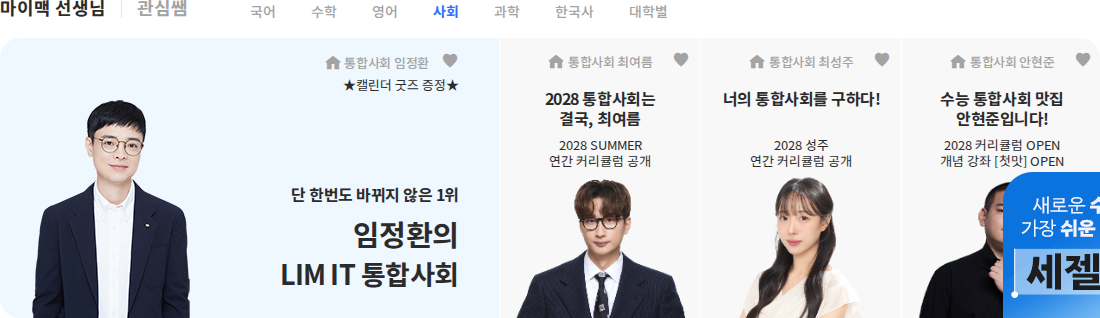 마이맥 선생님
관심쌤
국어
수학
영어
사회
과학
한국사
대학별
통합사회 임정환
★캘린더 굿즈 증정★
단 한번도 바뀌지 않은 1위
임정환의
LIM IT 통합사회
통합사회 최여름
2028 통합사회는
결국, 최여름
2028 SUMMER
연간 커리큘럼 공개
통합사회 최성주
너의 통합사회를 구하다!
2028 성주
연간 커리큘럼 공개
통합사회 안현준
수능 통합사회 맛집
안현준입니다!
2028 커리큘럼 OPEN
개념 강좌 [첫맛] OPEN
새로운
가장 쉬운
세젤